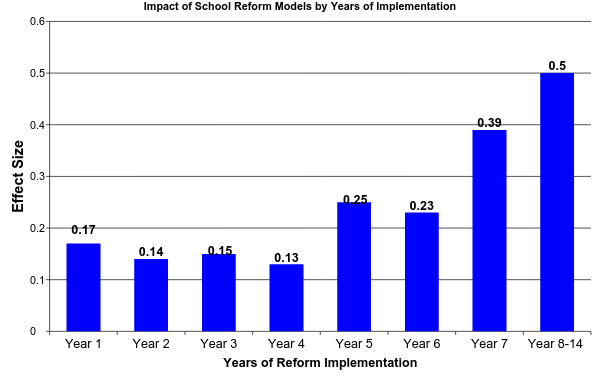 Impact of School Reform Models by Years of Implementation
Effect Size
0.6
0.5
0.4
0.3
0.2
0.1
0
0.17
0.14
0.15
0.13
0.25
0.23
0.39
0.5
Year 1
Year 2
Year 3
Year 4
Year 5
Year 6
Year 7
Year 8-14
Years of Reform Implementation